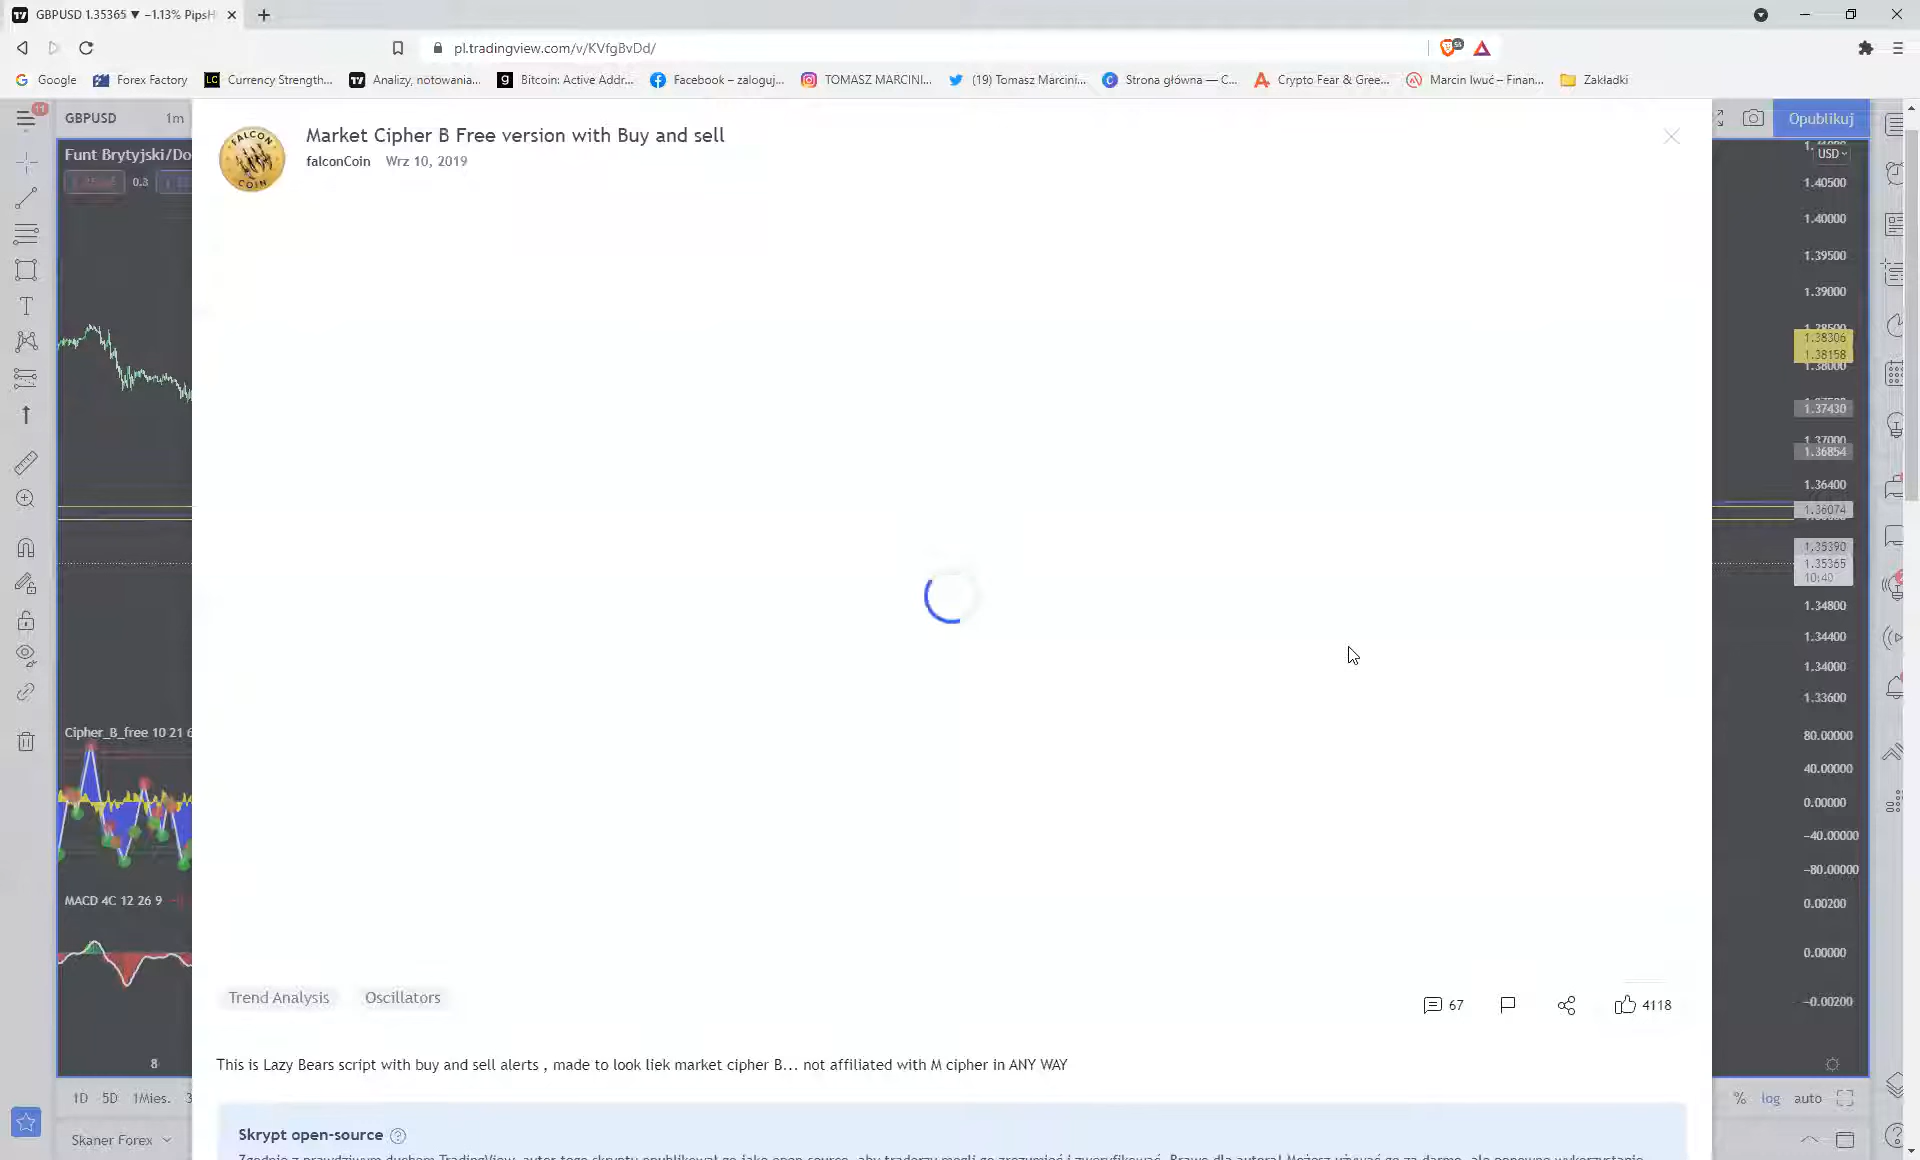 GBPUSD 1.35365 ▼ −1.13% PipsH
pl.tradingview.com/v/KVfgBvDd/
Google
Forex Factory
Currency Strength...
Analizy, notowania...
Bitcoin: Active Addr...
Facebook – zaloguj...
TOMASZ MARCINI...
(19) Tomasz Marcini...
Strona główna — C...
Crypto Fear & Gree...
Marcin Iwuć – Finan...
Zakładki
11
GBPUSD
1m
Opublikuj
Market Cipher B Free version with Buy and sell
falconCoin
Wrz 10, 2019
FALCON
COIN
Funt Brytyjski/Do
0.3
USD
1.40500
1.40000
1.39500
1.39000
1.38306
1.38158
1.38000
1.37430
1.37000
1.36854
1.36400
1.36074
1.35390
1.35365
10:40
1.34800
1.34400
1.34000
1.33600
Cipher_B_free 10 21 6
80.00000
40.00000
0.00000
−40.00000
−80.00000
MACD 4C 12 26 9
0.00200
0.00000
−0.00200
8
Trend Analysis
Oscillators
67
4118
This is Lazy Bears script with buy and sell alerts , made to look liek market cipher B... not affiliated with M cipher in ANY WAY
1D
5D
1Mies.
%
log
auto
Skrypt open-source
Skaner Forex